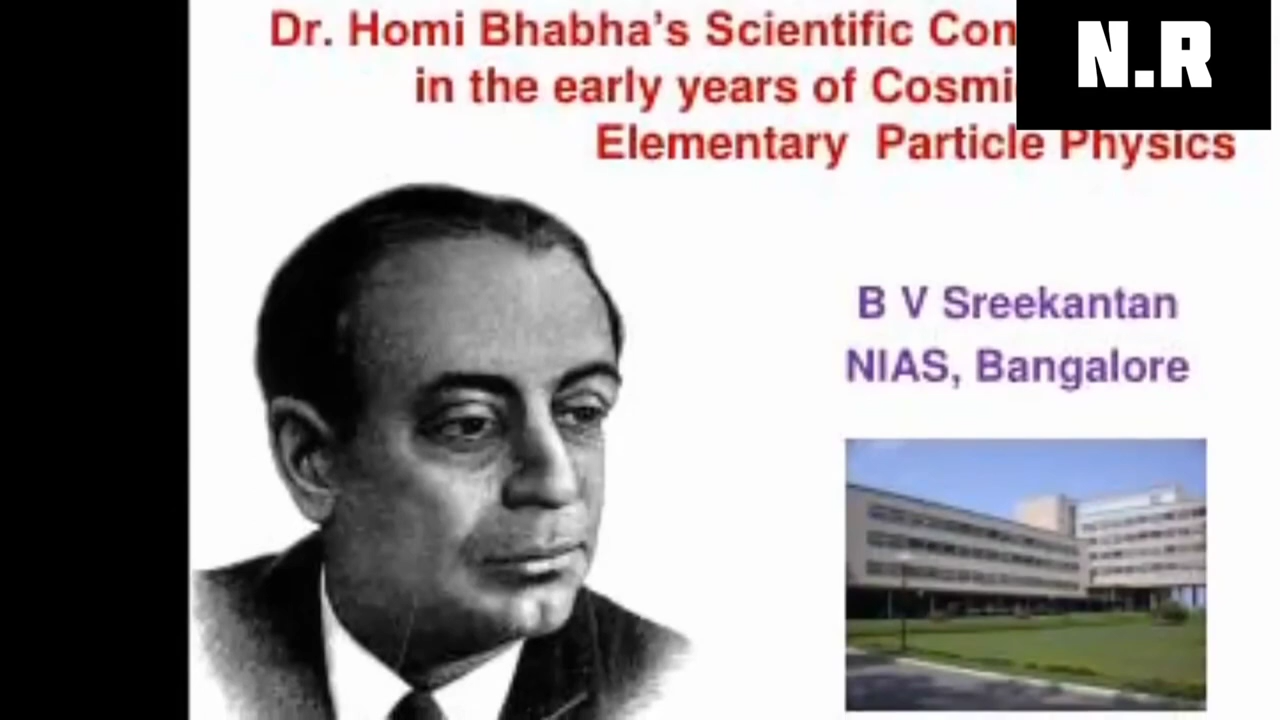 Dr. Homi Bhabha's Scientific Con
N.R
in the early years of Cosmi
Elementary Particle Physics
B V Sreekantan
NIAS, Bangalore